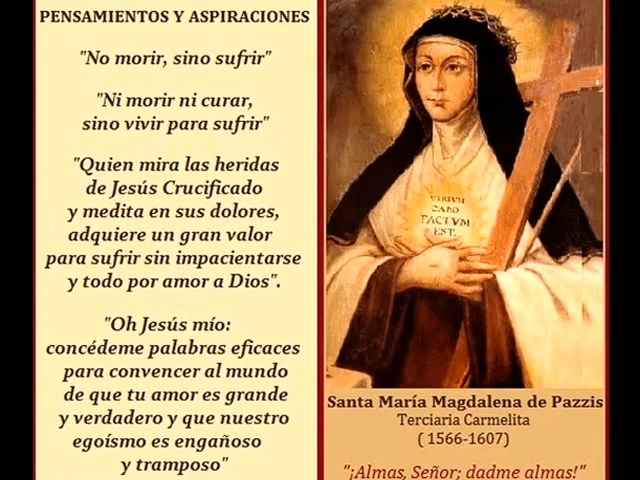 PENSAMIENTOS Y ASPIRACIONES
"No morir, sino sufrir"
"Ni morir ni curar,
sino vivir para sufrir"
"Quien mira las heridas
de Jesús Crucificado
y medita en sus dolores,
adquiere un gran valor
para sufrir sin impacientarse
y todo por amor a Dios".
"Oh Jesús mío:
concédeme palabras eficaces
para convencer al mundo
de que tu amor es grande
y verdadero y que nuestro
egoísmo es engañoso
y tramposo"
VERBVM
CARO
FACTVM
EST.
Santa María Magdalena de Pazzis
Terciaria Carmelita
( 1566-1607)
"¡Almas, Señor; dadme almas!"